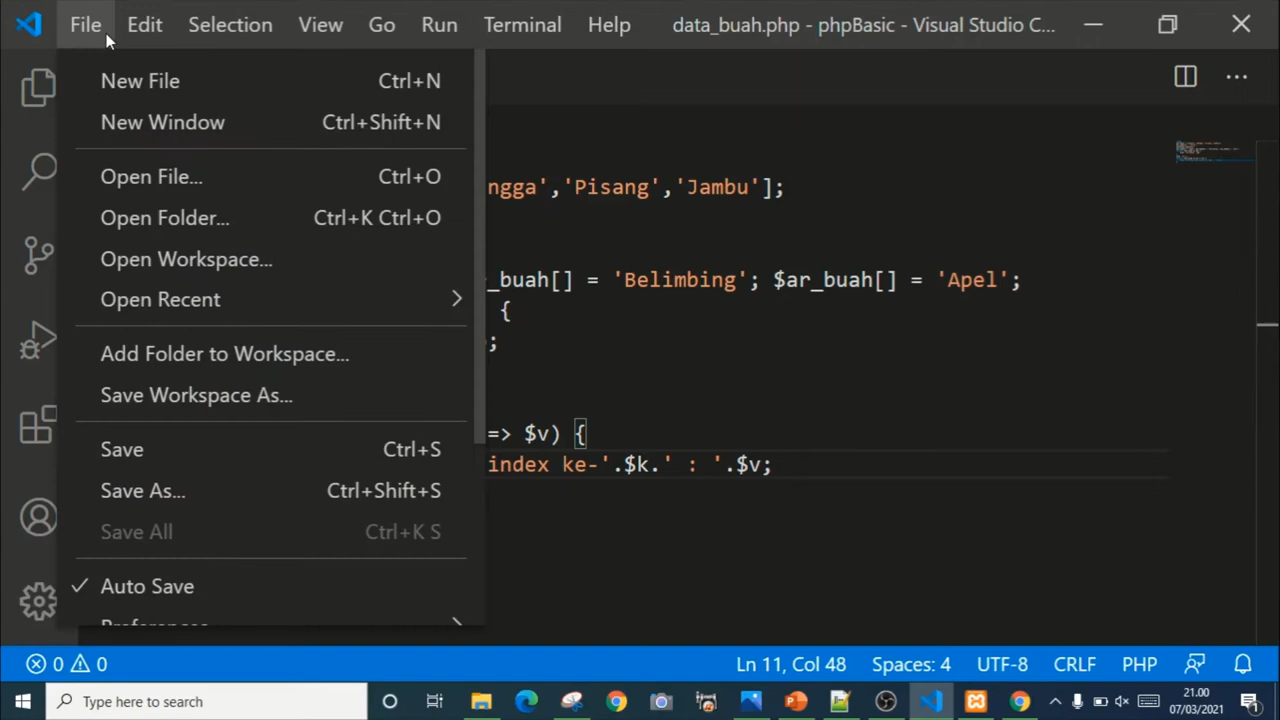 File Edit Selection View Go Run Terminal Help data_buah.php - phpBasic - Visual Studio C...
New File Ctrl+N
New Window Ctrl+Shift+N
Open File... Ctrl+O
ngga','Pisang','Jambu'];
Open Folder... Ctrl+K Ctrl+O
Open Workspace...
_buah[] = 'Belimbing'; $ar_buah[] = 'Apel';
Open Recent
{
;
Add Folder to Workspace...
Save Workspace As...
=> $v) {
Save Ctrl+S
index ke-'.$k.' : '.$v;
Save As... Ctrl+Shift+S
Save All Ctrl+K S
Auto Save
Preferences
0 0 Ln 11, Col 48 Spaces: 4 UTF-8 CRLF PHP
Type here to search
21.00
07/03/2021
1